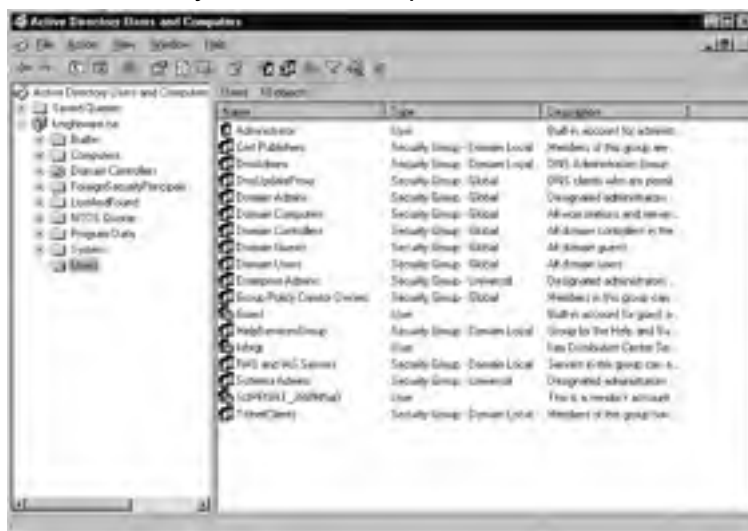 Active Directory Users and Computers
File Action View Window Help
Active Directory Users and Computers
Users 18 objects
Saved Queries
Name Type Description
Builtin
Administrator User Built-in account for administ...
Computers
Cert Publishers Security Group - Domain Local Members of this group are ...
Domain Controllers
DnsAdmins Security Group - Domain Local DNS Administrators Group
ForeignSecurityPrincipals
DnsUpdateProxy Security Group - Global DNS clients who are permit...
LostAndFound
Domain Admins Security Group - Global Designated administrators ...
NTDS Quotas
Domain Computers Security Group - Global All workstations and server...
Program Data
Domain Controllers Security Group - Global All domain controllers in the ...
System
Domain Guests Security Group - Global All domain guests
Users
Domain Users Security Group - Global All domain users
Enterprise Admins Security Group - Universal Designated administrators ...
Group Policy Creator Owners Security Group - Global Members in this group can ...
Guest User Built-in account for guest a...
HelpServicesGroup Security Group - Domain Local Group for the Help and Su...
krbtgt User Key Distribution Center Se...
RAS and IAS Servers Security Group - Domain Local Servers in this group can a...
Schema Admins Security Group - Universal Designated administrators ...
User This is a vendor's account
TelnetClients Security Group - Domain Local Members of this group hav...